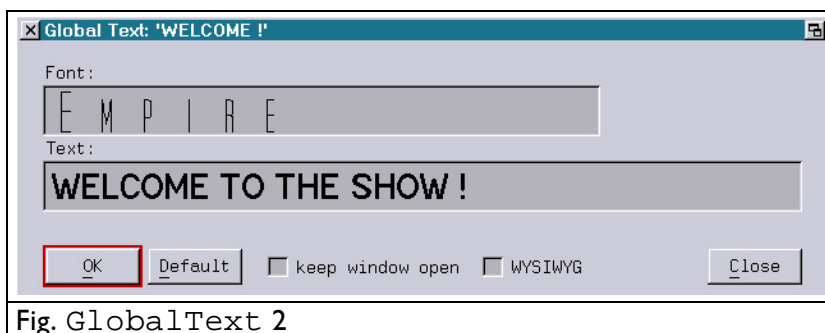 Global Text: 'WELCOME !'
Font:
EMPIRE
Text:
WELCOME TO THE SHOW !
OK Default keep window open WYSIWYG Close
Fig. GlobalText 2